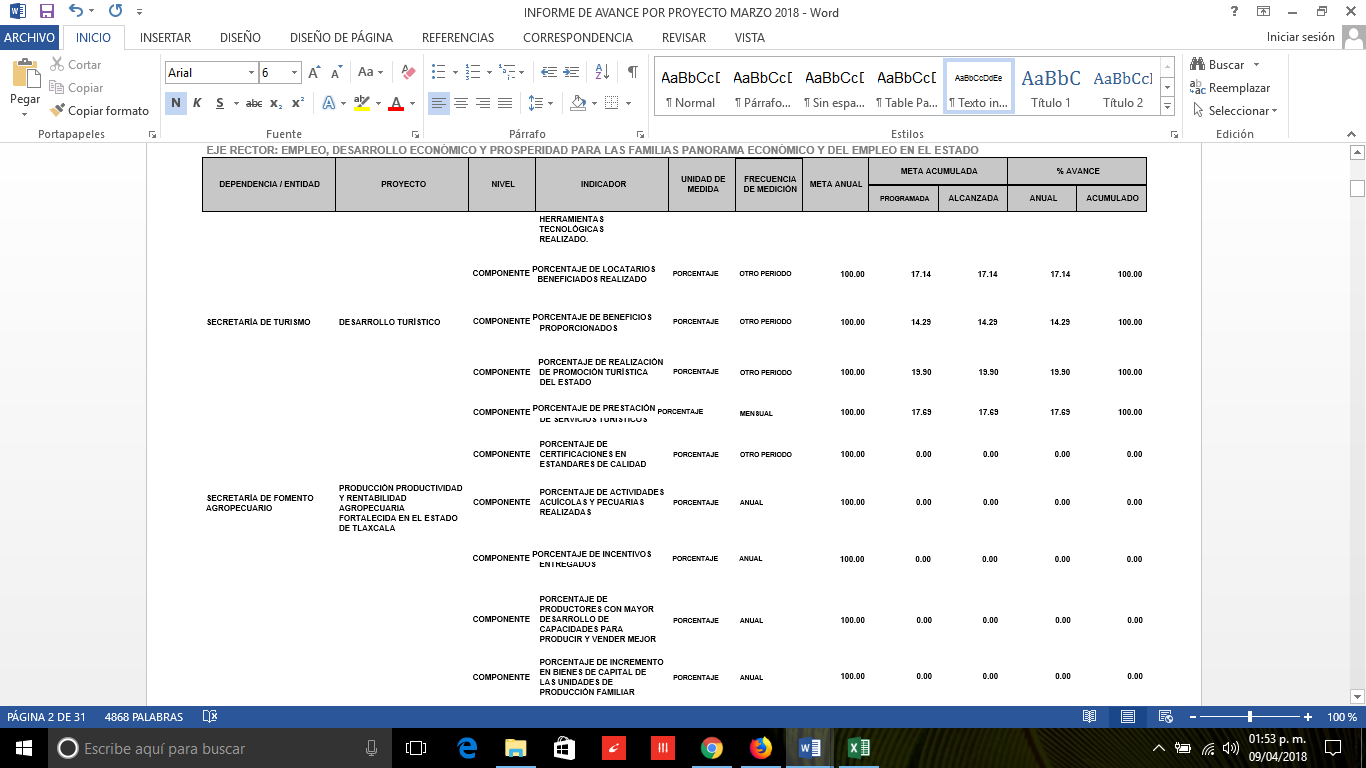 INFORME DE AVANCE POR PROYECTO MARZO 2018 - Word
ARCHIVO INICIO INSERTAR DISEÑO DISEÑO DE PÁGINA REFERENCIAS CORRESPONDENCIA REVISAR VISTA Iniciar sesión
Pegar
Cortar
Copiar
Copiar formato
Portapapeles
Arial 6
N K S abc x₂ x²
Fuente
Párrafo
AaBbCcD AaBbCcD AaBbCcD AaBbCcD AaBbCcDdEe AaBbC AaBbCcI
¶ Normal ¶ Párrafo... ¶ Sin espa... ¶ Table Pa... ¶ Texto in... Título 1 Título 2
Estilos
Buscar
Reemplazar
Seleccionar
Edición
EJE RECTOR: EMPLEO, DESARROLLO ECONÓMICO Y PROSPERIDAD PARA LAS FAMILIAS PANORAMA ECONÓMICO Y DEL EMPLEO EN EL ESTADO
DEPENDENCIA / ENTIDAD PROYECTO NIVEL INDICADOR UNIDAD DE MEDIDA FRECUENCIA DE MEDICIÓN META ANUAL META ACUMULADA % AVANCE
PROGRAMADA ALCANZADA ANUAL ACUMULADO
HERRAMIENTAS
TECNOLÓGICAS
REALIZADO.
COMPONENTE PORCENTAJE DE LOCATARIOS PORCENTAJE OTRO PERIODO 100.00 17.14 17.14 17.14 100.00
BENEFICIADOS REALIZADO
SECRETARÍA DE TURISMO DESARROLLO TURÍSTICO COMPONENTE PORCENTAJE DE BENEFICIOS PORCENTAJE OTRO PERIODO 100.00 14.29 14.29 14.29 100.00
PROPORCIONADOS
PORCENTAJE DE REALIZACIÓN
COMPONENTE DE PROMOCIÓN TURÍSTICA PORCENTAJE OTRO PERIODO 100.00 19.90 19.90 19.90 100.00
DEL ESTADO
COMPONENTE PORCENTAJE DE PRESTACIÓN PORCENTAJE MENSUAL 100.00 17.69 17.69 17.69 100.00
DE SERVICIOS TURÍSTICOS
PORCENTAJE DE
COMPONENTE CERTIFICACIONES EN PORCENTAJE OTRO PERIODO 100.00 0.00 0.00 0.00 0.00
ESTANDARES DE CALIDAD
SECRETARÍA DE FOMENTO
AGROPECUARIO
PRODUCCIÓN PRODUCTIVIDAD
Y RENTABILIDAD
AGROPECUARIA
FORTALECIDA EN EL ESTADO
DE TLAXCALA
PORCENTAJE DE ACTIVIDADES
COMPONENTE ACUÍCOLAS Y PECUARIAS PORCENTAJE ANUAL 100.00 0.00 0.00 0.00 0.00
REALIZADAS
COMPONENTE PORCENTAJE DE INCENTIVOS PORCENTAJE ANUAL 100.00 0.00 0.00 0.00 0.00
ENTREGADOS
PORCENTAJE DE
PRODUCTORES CON MAYOR
COMPONENTE DESARROLLO DE PORCENTAJE ANUAL 100.00 0.00 0.00 0.00 0.00
CAPACIDADES PARA
PRODUCIR Y VENDER MEJOR
PORCENTAJE DE INCREMENTO
COMPONENTE EN BIENES DE CAPITAL DE PORCENTAJE ANUAL 100.00 0.00 0.00 0.00 0.00
LAS UNIDADES DE
PRODUCCIÓN FAMILIAR
PÁGINA 2 DE 31 4868 PALABRAS 100 %
Escribe aquí para buscar
01:53 p. m.
09/04/2018